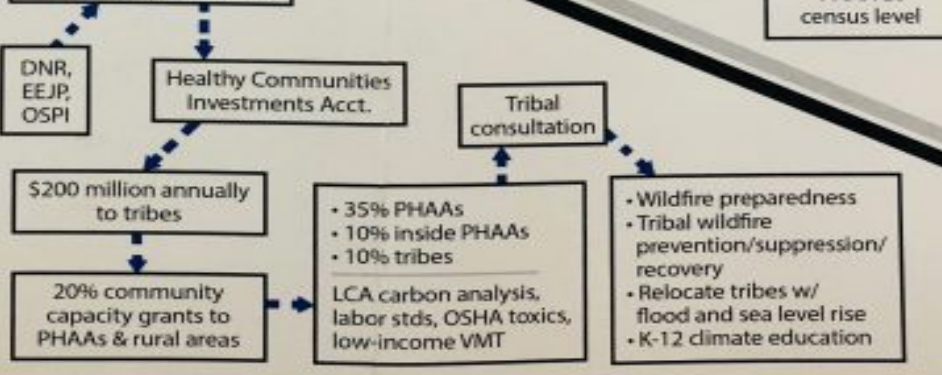 census level
DNR,
EEJP,
OSPI
Healthy Communities
Investments Acct.
Tribal
consultation
$200 million annually
to tribes
20% community
capacity grants to
PHAAs & rural areas
• 35% PHAAs
• 10% inside PHAAs
• 10% tribes
LCA carbon analysis,
labor stds, OSHA toxics,
low-income VMT
• Wildfire preparedness
• Tribal wildfire
prevention/suppression/
recovery
• Relocate tribes w/
flood and sea level rise
• K-12 climate education